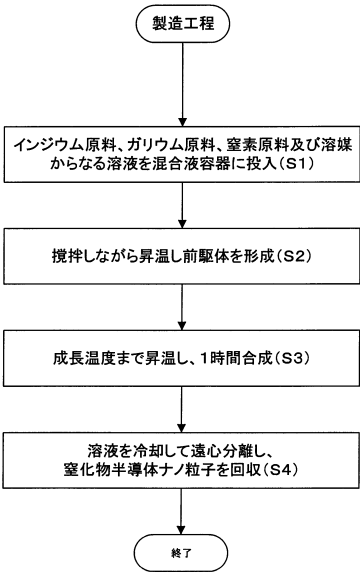 製造工程
インジウム原料、ガリウム原料、窒素原料及び溶媒
からなる溶液を混合液容器に投入(S1)
撹拌しながら昇温し前駆体を形成(S2)
成長温度まで昇温し、1時間合成(S3)
溶液を冷却して遠心分離し、
窒化物半導体ナノ粒子を回収(S4)
終了